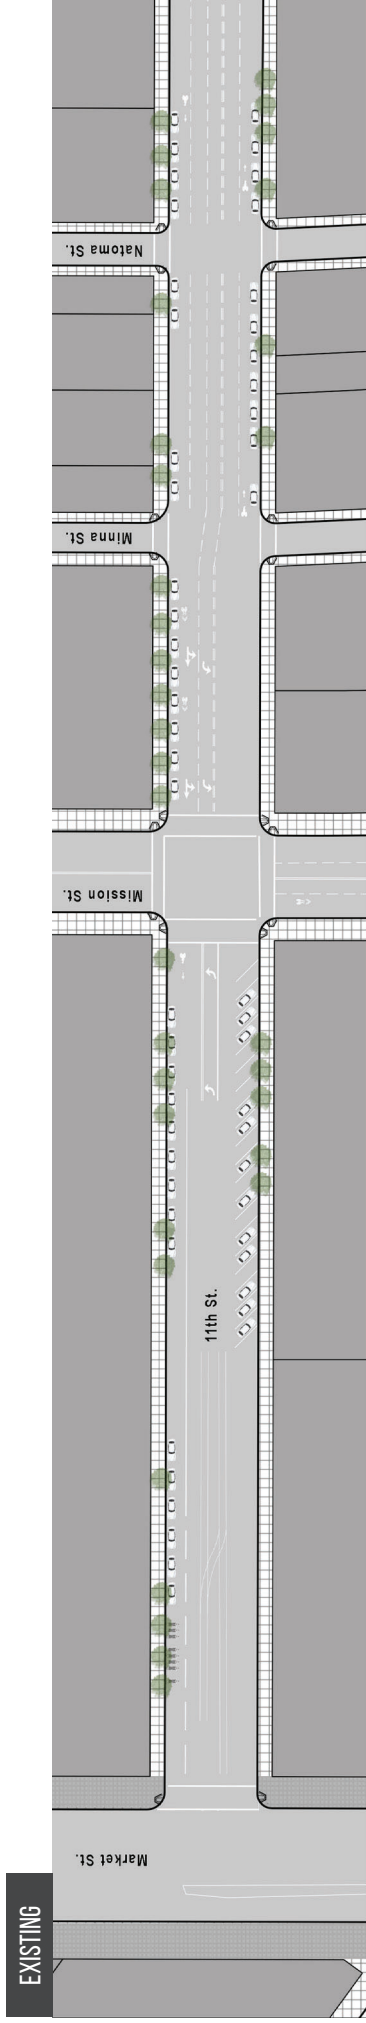 Natoma St.
Minna St.
Mission St.
11th St.
Market St.
EXISTING